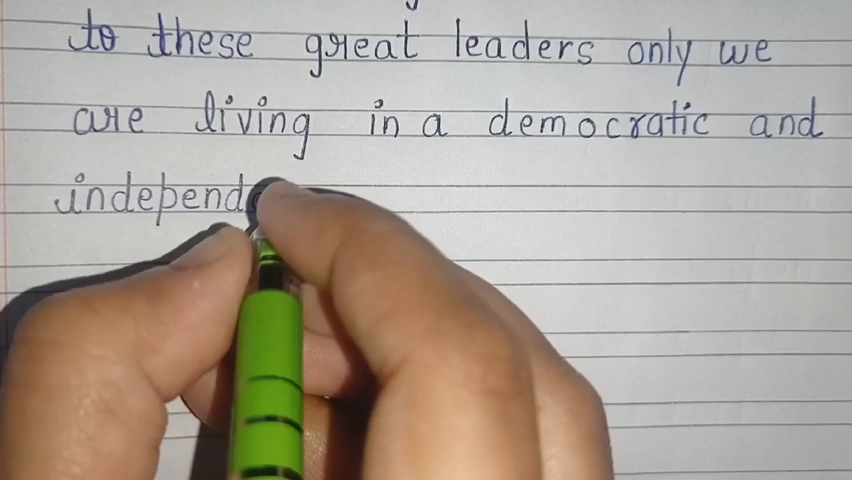 to these great leaders only we
are living in a democratic and
independ